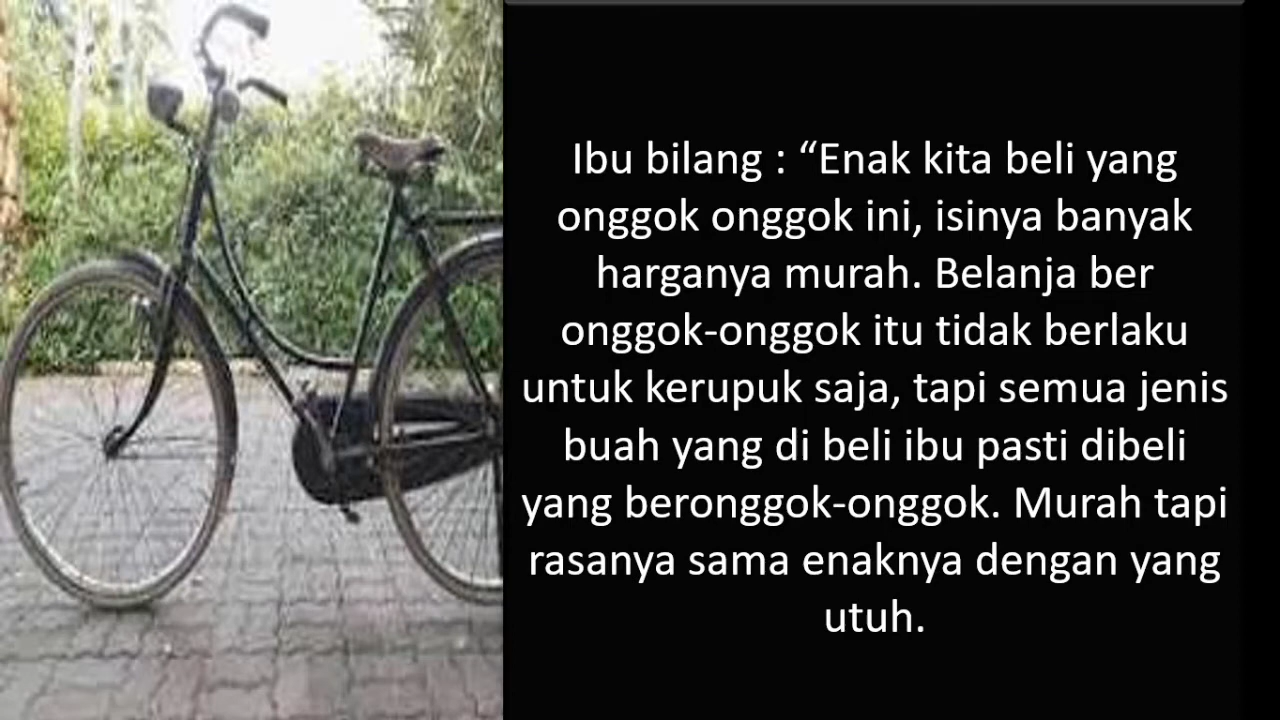 Ibu bilang : “Enak kita beli yang
onggok onggok ini, isinya banyak
harganya murah. Belanja ber
onggok-onggok itu tidak berlaku
untuk kerupuk saja, tapi semua jenis
buah yang di beli ibu pasti dibeli
yang beronggok-onggok. Murah tapi
rasanya sama enaknya dengan yang
utuh.